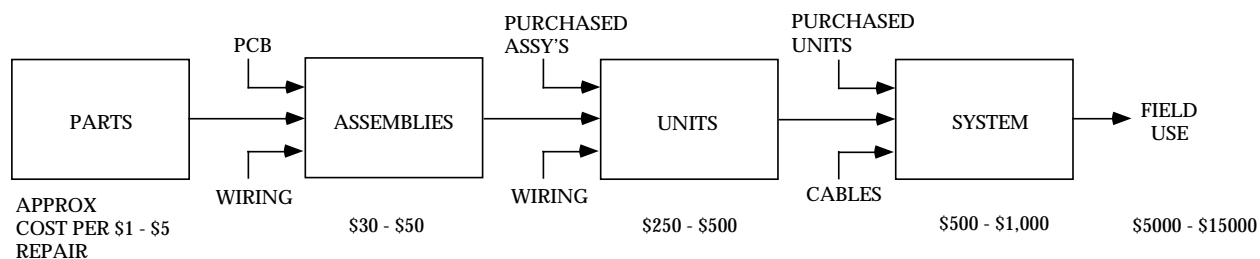 PCB
PURCHASED
ASSY'S
PURCHASED
UNITS
PARTS
ASSEMBLIES
UNITS
SYSTEM
FIELD
USE
WIRING
WIRING
CABLES
APPROX
COST PER $1 - $5
REPAIR
$30 - $50
$250 - $500
$500 - $1,000
$5000 - $15000